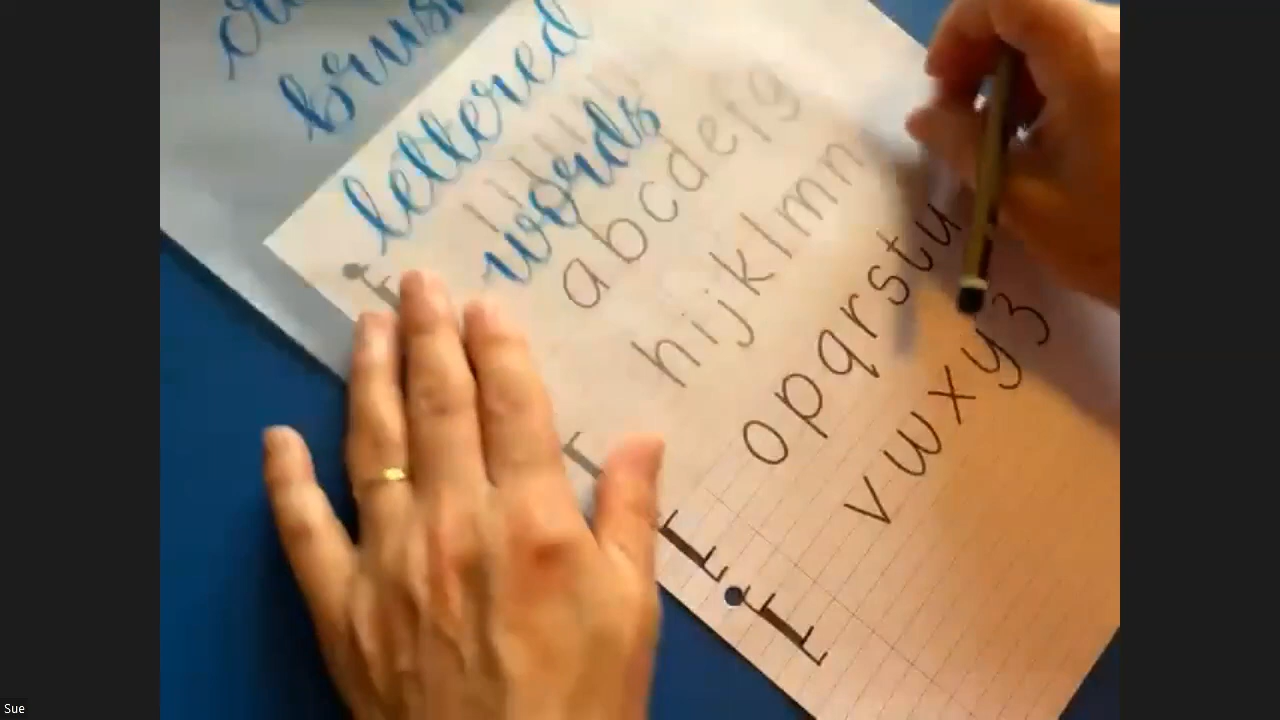 brush
lettered
words
abcdefg
hijklmn
opqrstu
vwxyz
Sue